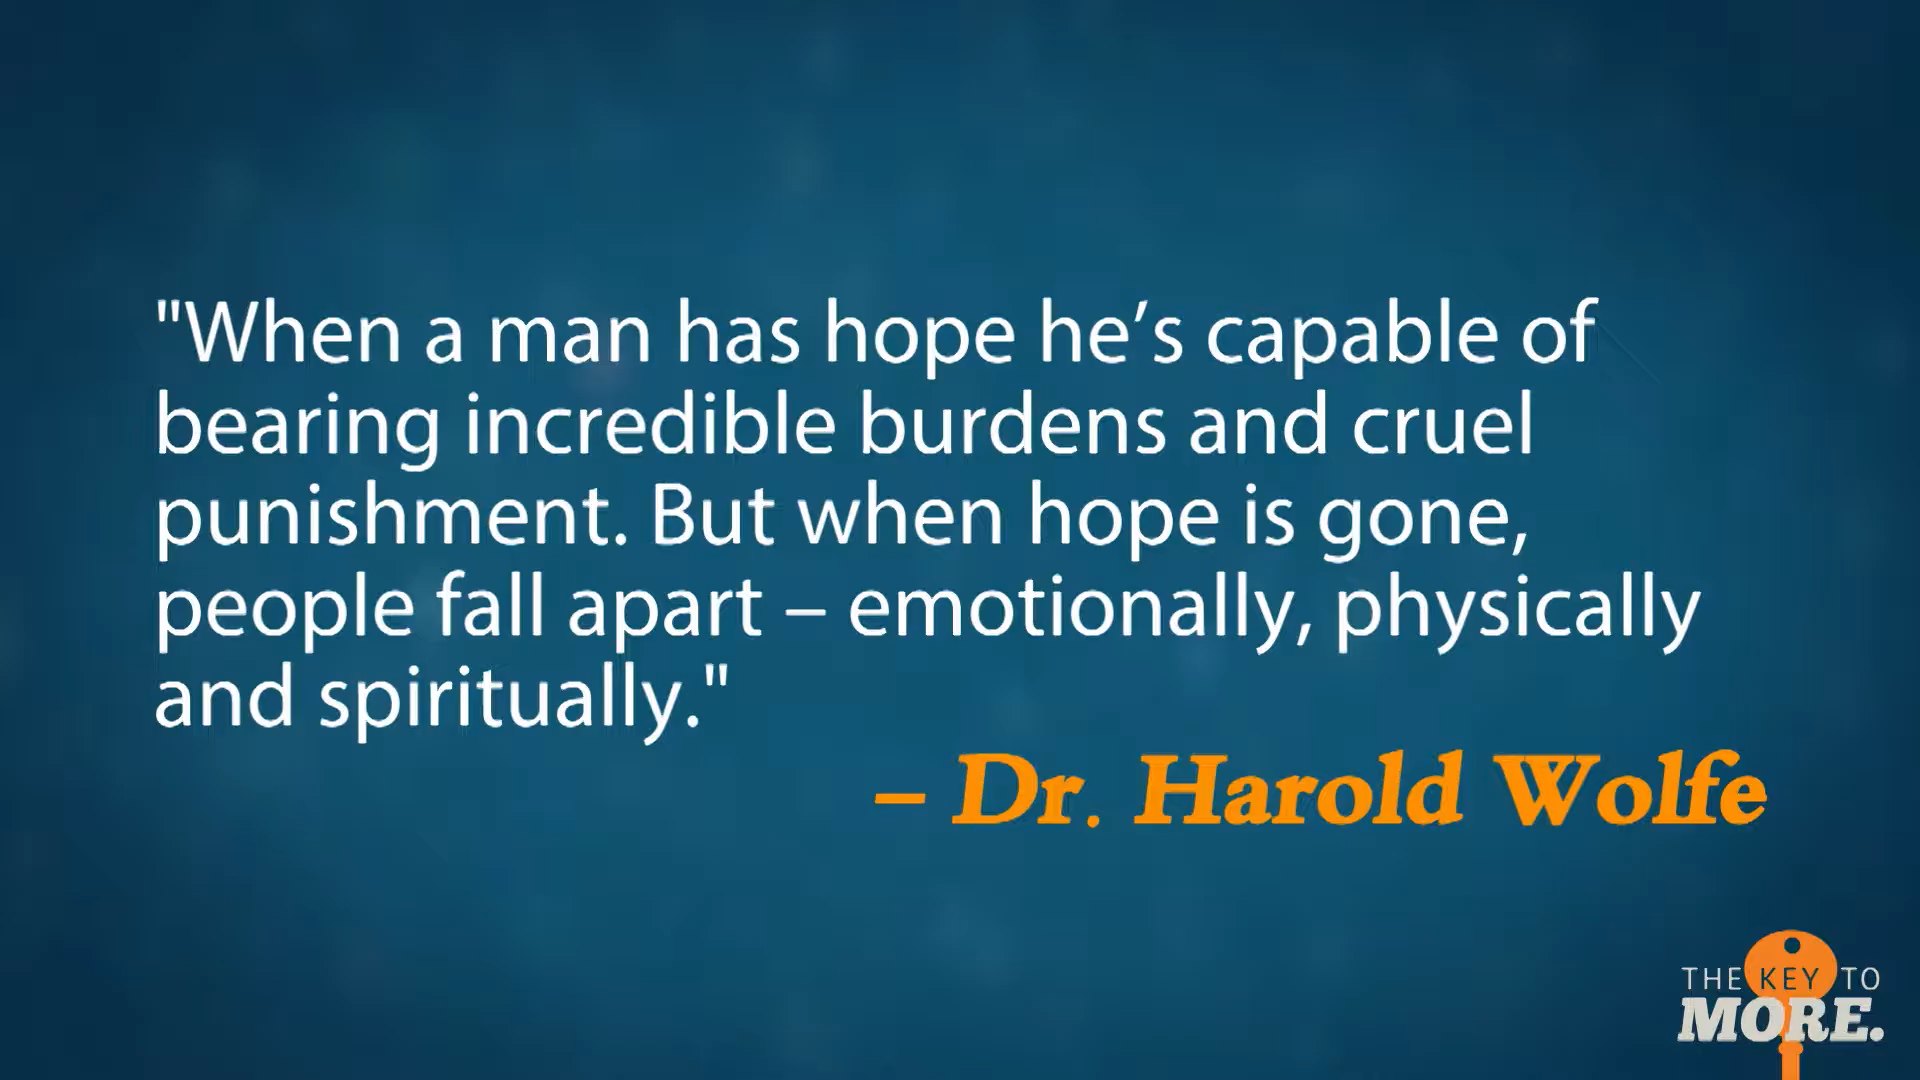 "When a man has hope he’s capable of
bearing incredible burdens and cruel
punishment. But when hope is gone,
people fall apart – emotionally, physically
and spiritually."
– Dr. Harold Wolfe
THE KEY TO
MORE.